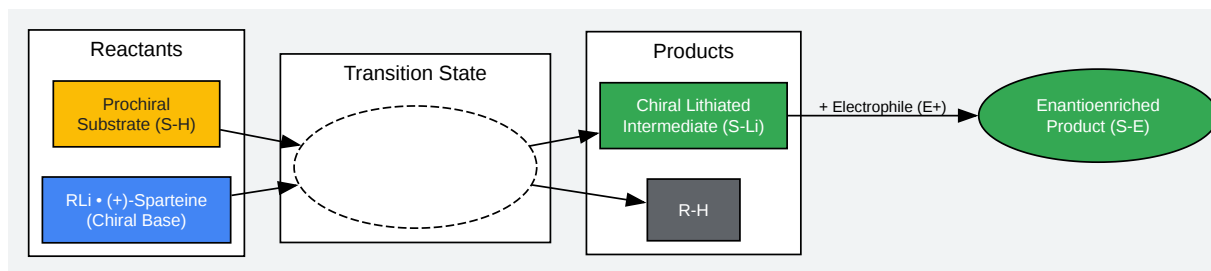 Reactants
Prochiral
Substrate (S-H)
RLi • (+)-Sparteine
(Chiral Base)
Transition State
Products
Chiral Lithiated
Intermediate (S-Li)
R-H
+ Electrophile (E+)
Enantioenriched
Product (S-E)